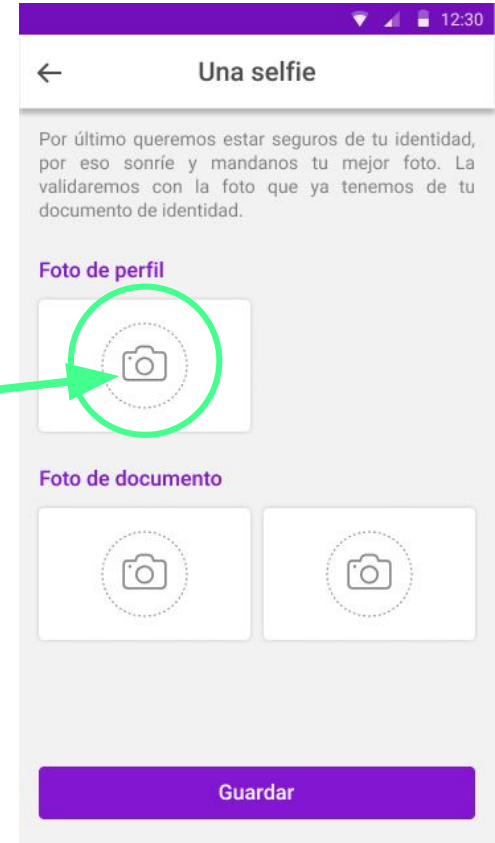 12:30
Una selfie
Por último queremos estar seguros de tu identidad,
por eso sonríe y mandanos tu mejor foto. La
validaremos con la foto que ya tenemos de tu
documento de identidad.
Foto de perfil
Foto de documento
Guardar